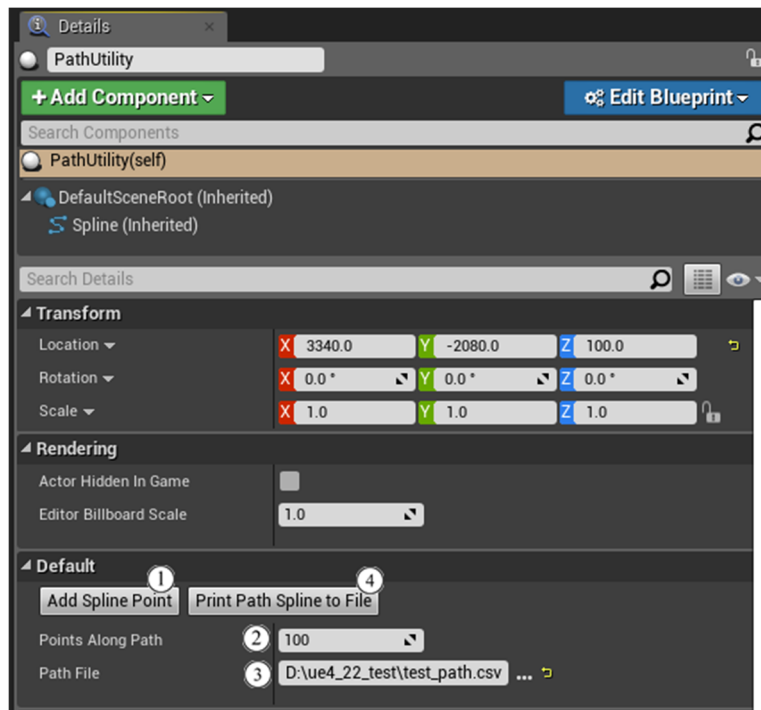 Details
PathUtility
+ Add Component
Edit Blueprint
Search Components
PathUtility(self)
DefaultSceneRoot (Inherited)
Spline (Inherited)
Search Details
Transform
Location X 3340.0 Y -2080.0 Z 100.0
Rotation X 0.0 ° Y 0.0 ° Z 0.0 °
Scale X 1.0 Y 1.0 Z 1.0
Rendering
Actor Hidden In Game
Editor Billboard Scale 1.0
Default
1 4
Add Spline Point Print Path Spline to File
Points Along Path 2 100
Path File 3 D:\ue4_22_test\test_path.csv ...